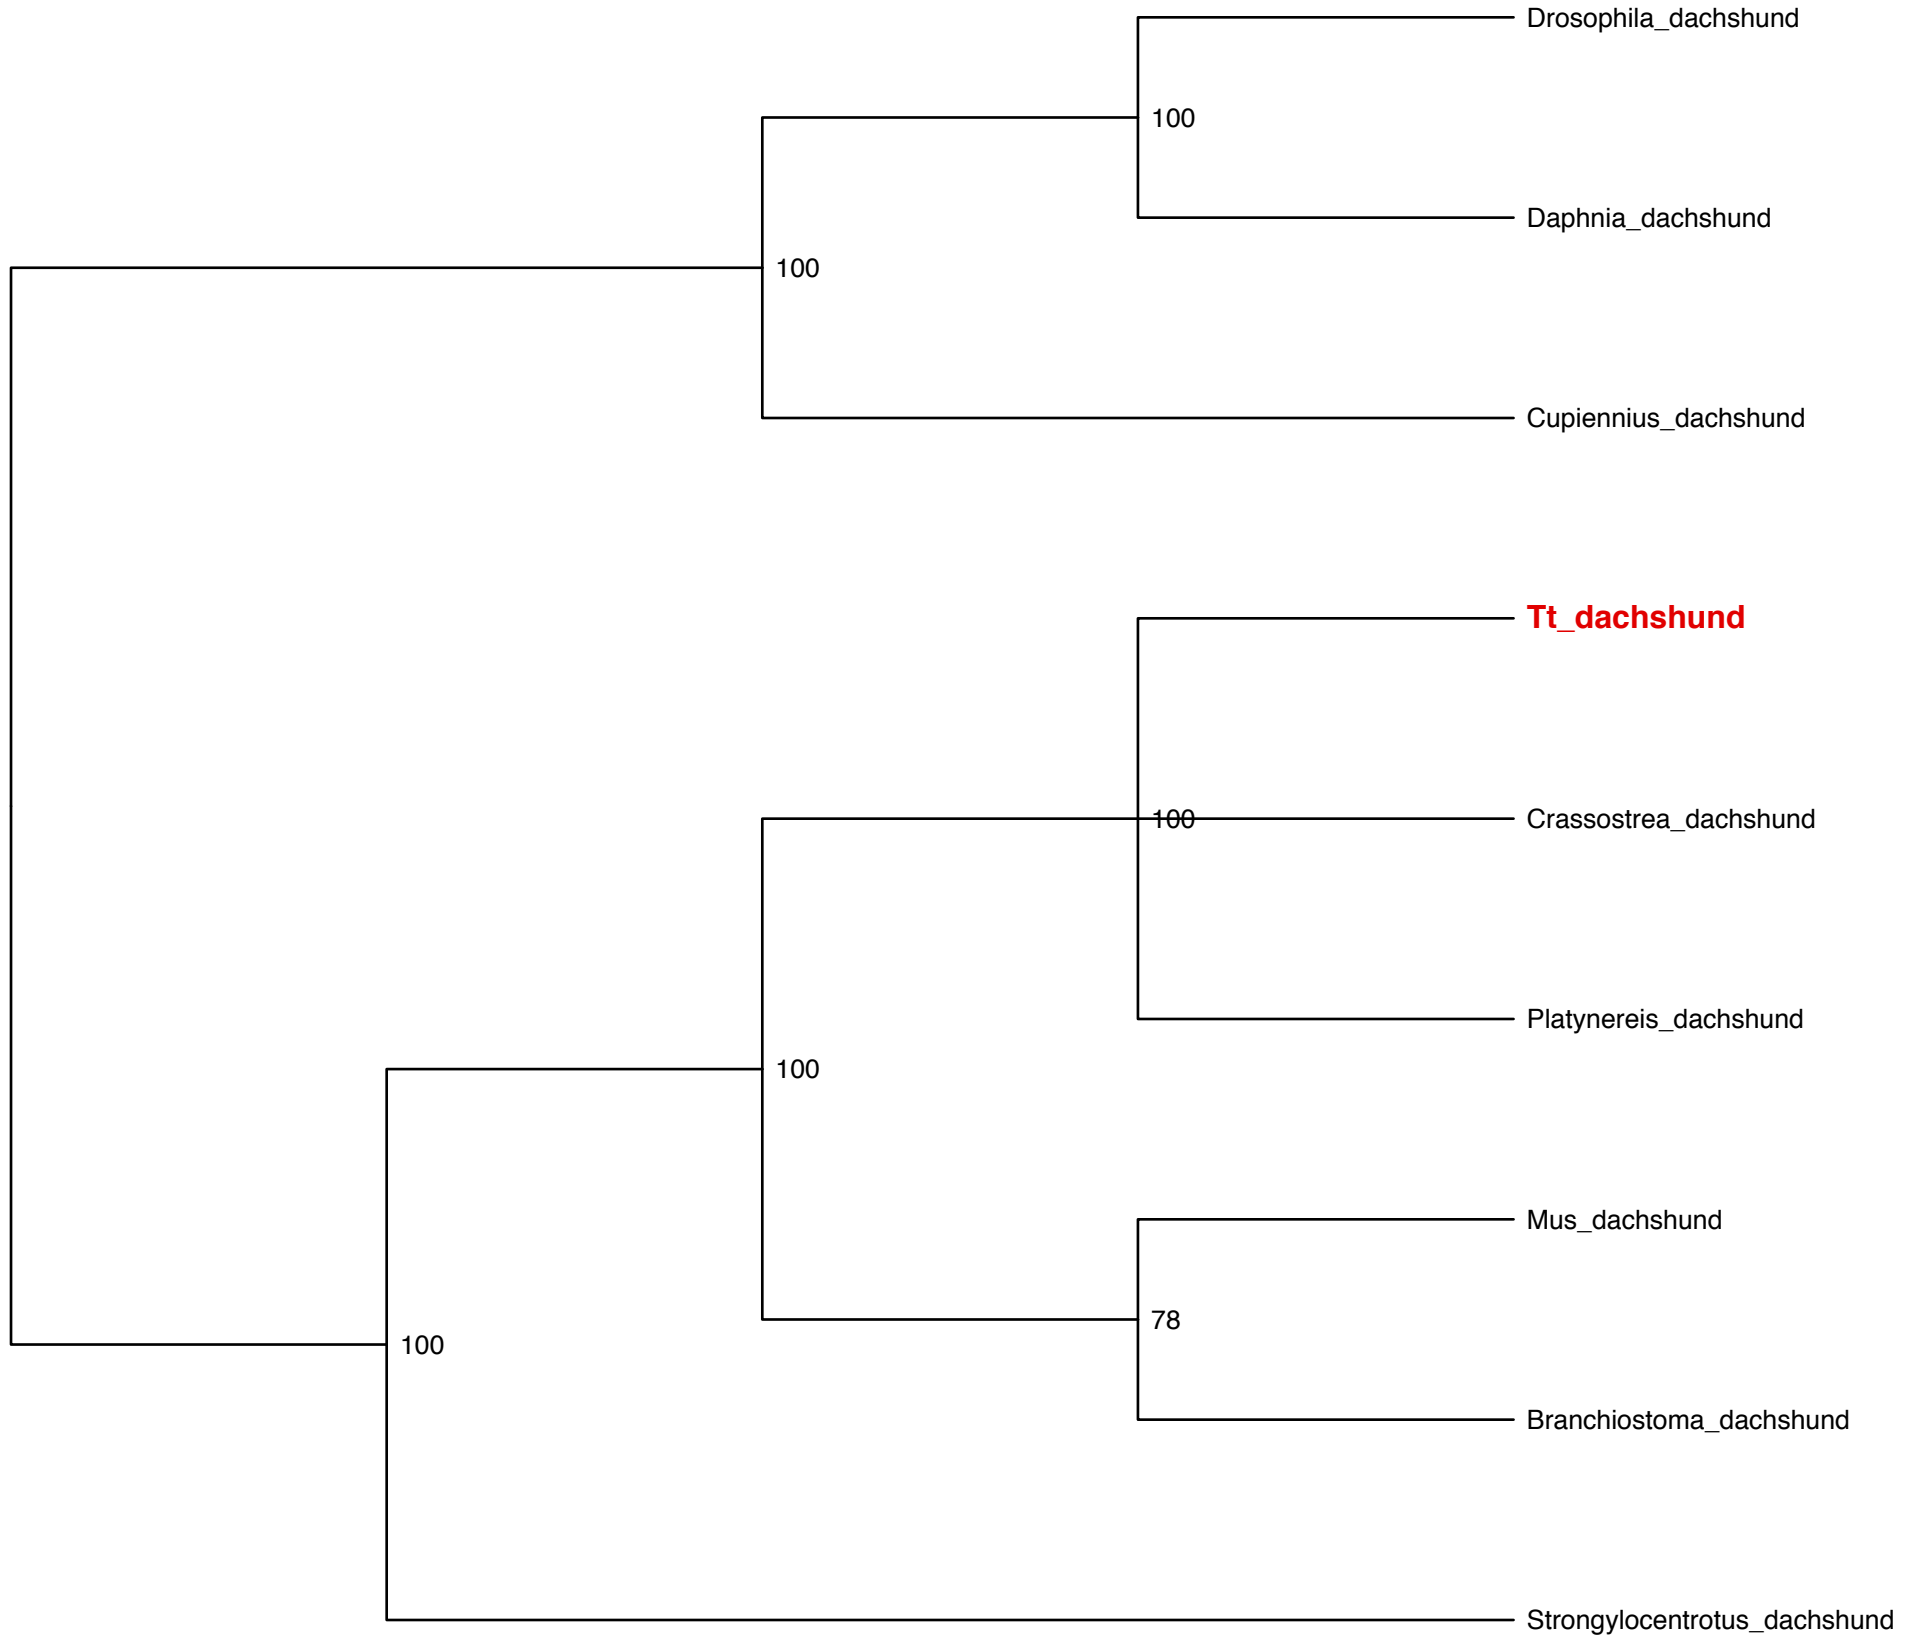 Drosophila_dachshund
100
Daphnia_dachshund
100
Cupiennius_dachshund
Tt_dachshund
100
Crassostrea_dachshund
Platynereis_dachshund
100
Mus_dachshund
78
100
Branchiostoma_dachshund
Strongylocentrotus_dachshund